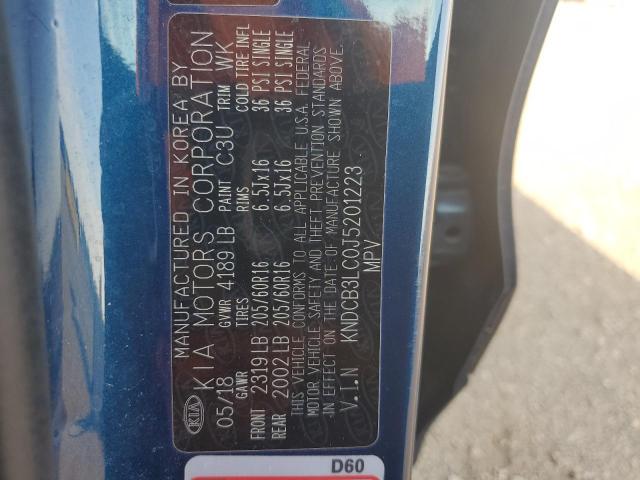 MANUFACTURED IN KOREA BY
KIA MOTORS CORPORATION
KIA
05/18 GVWR 4189 LB PAINT C3U TRIM WK
GAWR TIRES RIMS COLD TIRE INFL
FRONT 2319 LB 205/60R16 6.5Jx16 36 PSI SINGLE
REAR 2002 LB 205/60R16 6.5Jx16 36 PSI SINGLE
THIS VEHICLE CONFORMS TO ALL APPLICABLE U.S.A. FEDERAL
MOTOR VEHICLE SAFETY AND THEFT PREVENTION STANDARDS
IN EFFECT ON THE DATE OF MANUFACTURE SHOWN ABOVE.
V.I.N KNDCB3LC0J5201223
MPV
D60